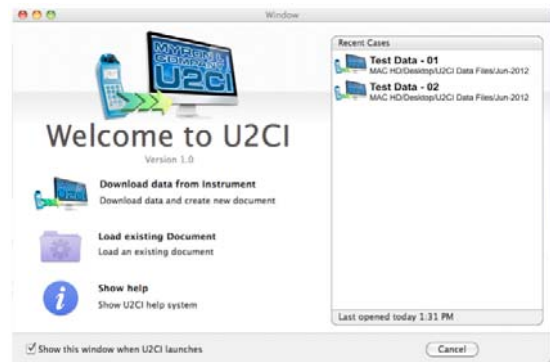 Window
MYRON L
COMPANY
U2CI
Welcome to U2CI
Version 1.0
Download data from Instrument
Download data and create new document
Load existing Document
Load an existing document
Show help
Show U2CI help system
Show this window when U2CI launches
Recent Cases
Test Data - 01
MAC HD/Desktop/U2CI Data Files/Jun-2012
Test Data - 02
MAC HD/Desktop/U2CI Data Files/Jun-2012
Last opened today 1:31 PM
Cancel